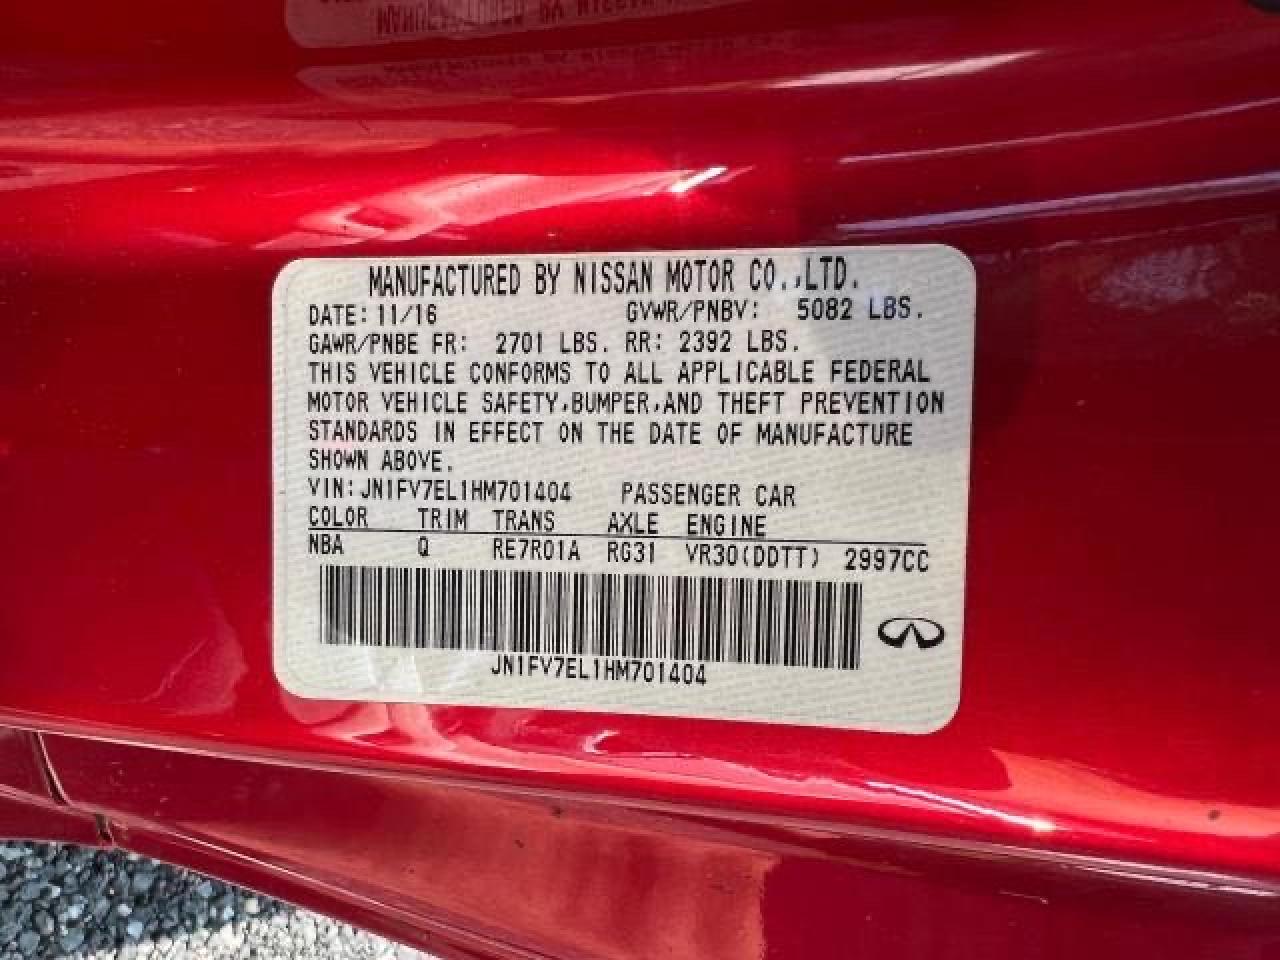 MANUFACTURED BY NISSAN MOTOR CO.,LTD.
DATE: 11/16 GVWR/PNBV: 5082 LBS.
GAWR/PNBE FR: 2701 LBS. RR: 2392 LBS.
THIS VEHICLE CONFORMS TO ALL APPLICABLE FEDERAL
MOTOR VEHICLE SAFETY,BUMPER,AND THEFT PREVENTION
STANDARDS IN EFFECT ON THE DATE OF MANUFACTURE
SHOWN ABOVE.
VIN: JN1FV7EL1HM701404 PASSENGER CAR
COLOR TRIM TRANS AXLE ENGINE
NBA Q RE7R01A RG31 VR30(DDTT) 2997CC
JN1FV7EL1HM701404